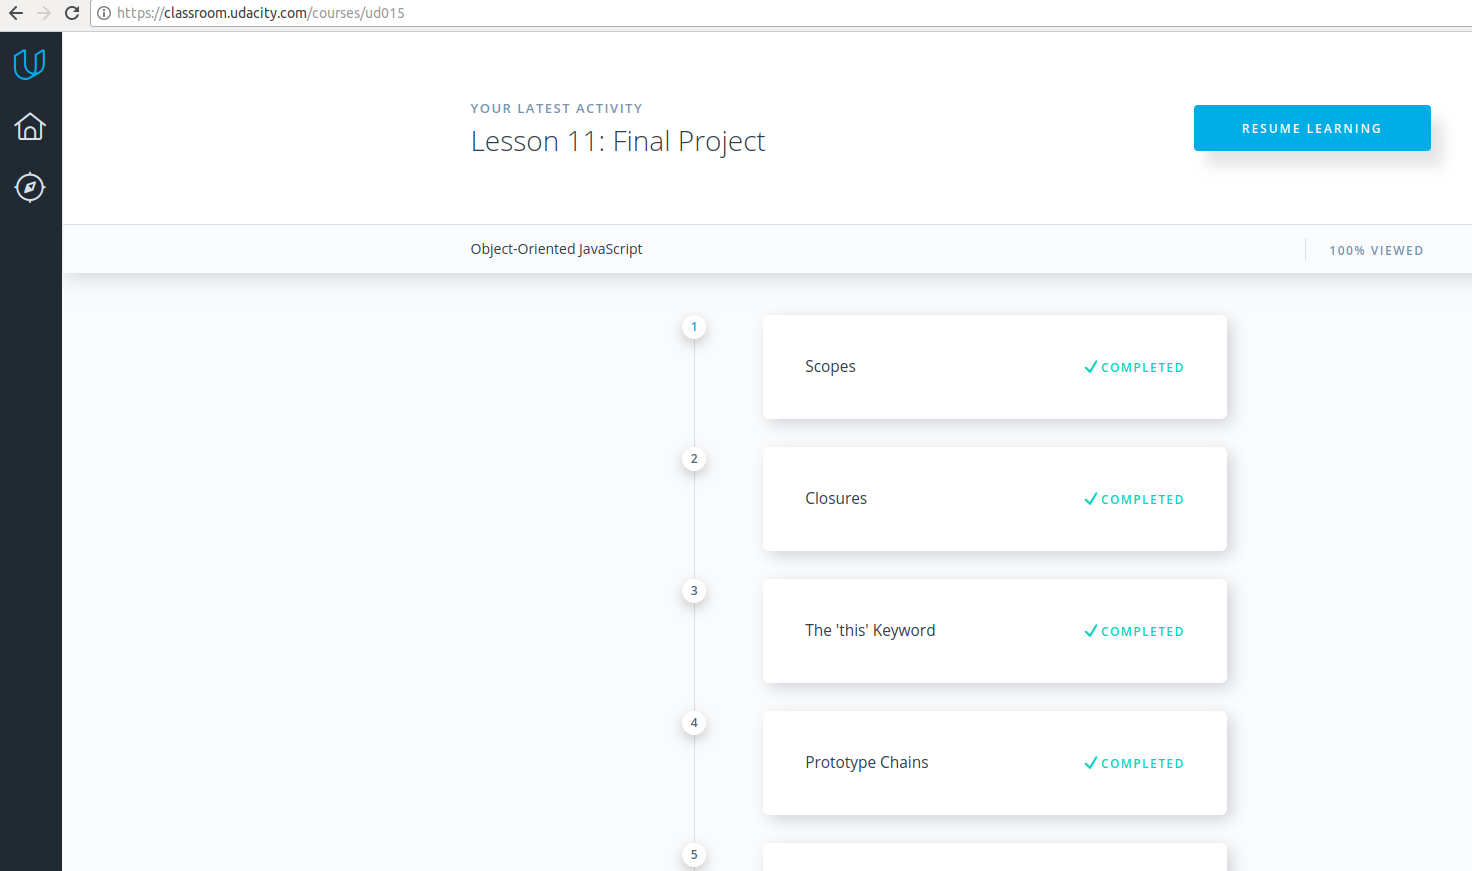 https://classroom.udacity.com/courses/ud015
YOUR LATEST ACTIVITY
Lesson 11: Final Project
RESUME LEARNING
Object-Oriented JavaScript
100% VIEWED
1
Scopes
COMPLETED
2
Closures
COMPLETED
3
The 'this' Keyword
COMPLETED
4
Prototype Chains
COMPLETED
5